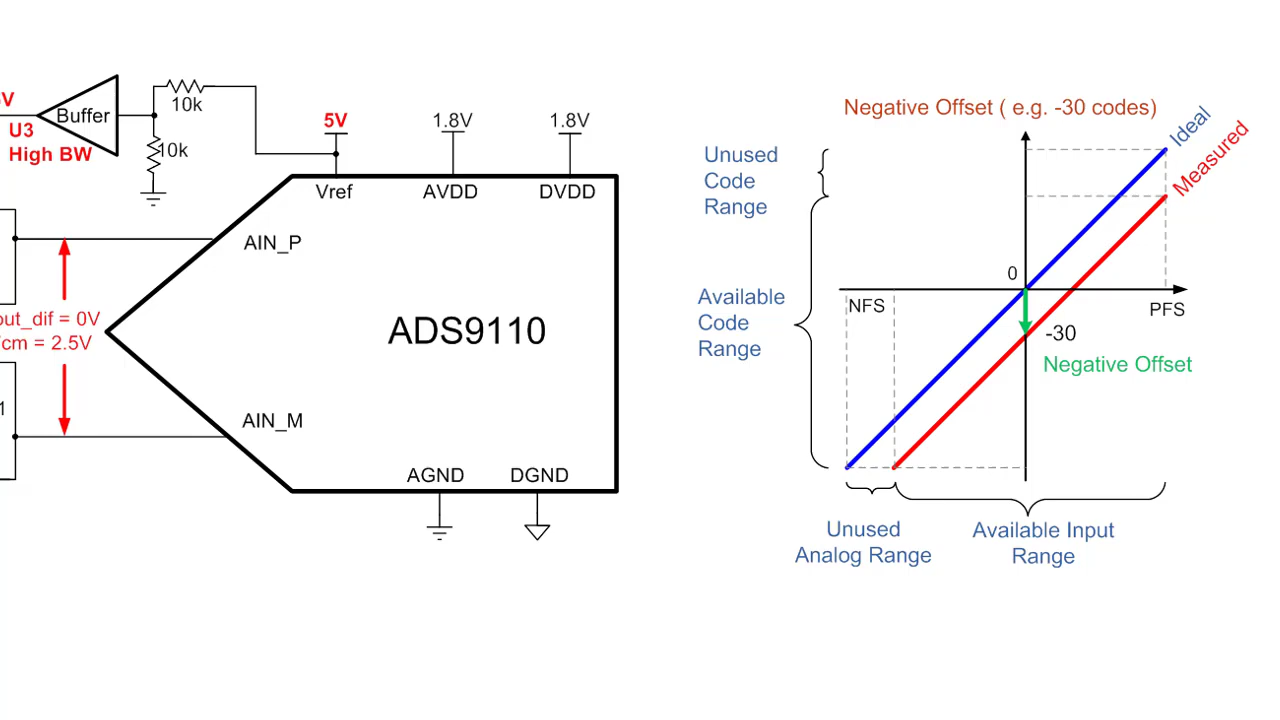 V
U3
High BW
Buffer
10k
10k
5V
1.8V
1.8V
Vref
AVDD
DVDD
AIN_P
out_dif = 0V
cm = 2.5V
ADS9110
1
AIN_M
AGND
DGND
Negative Offset ( e.g. -30 codes)
Ideal
Measured
Unused
Code
Range
0
NFS
PFS
Available
Code
Range
-30
Negative Offset
Unused
Analog Range
Available Input
Range